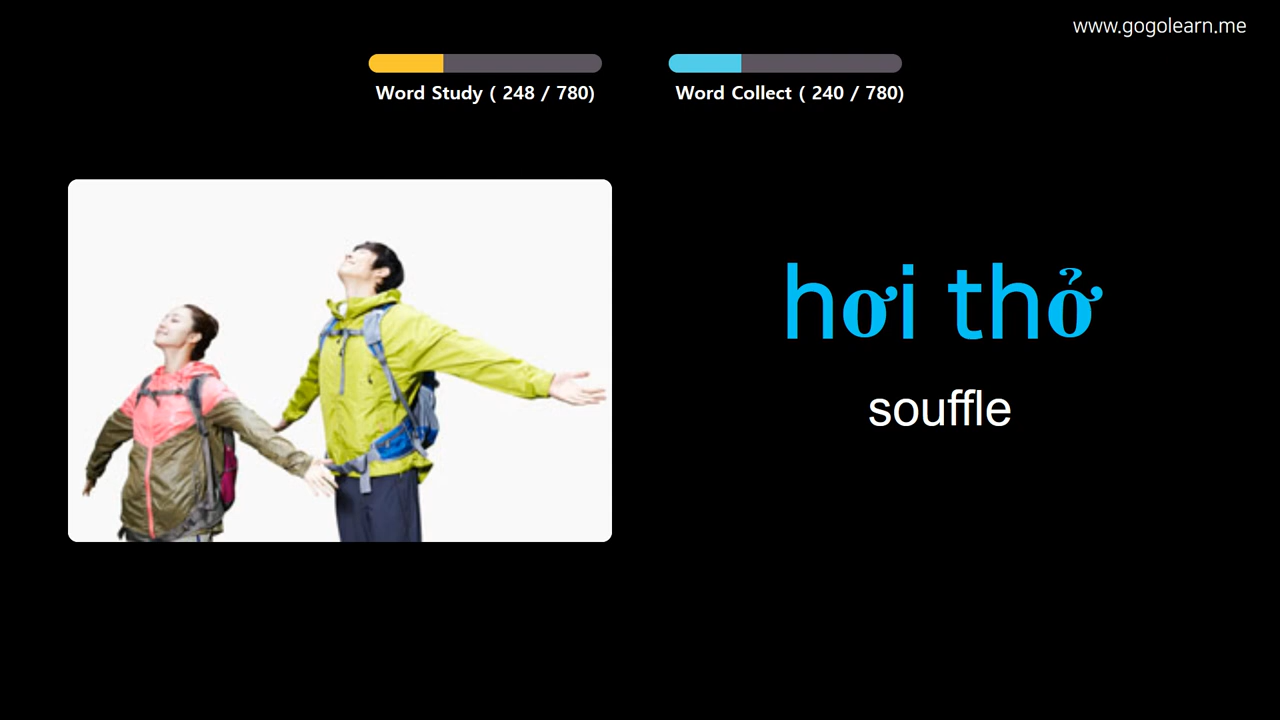 www.gogolearn.me
Word Study ( 248 / 780)
Word Collect ( 240 / 780)
hơi thở
souffle